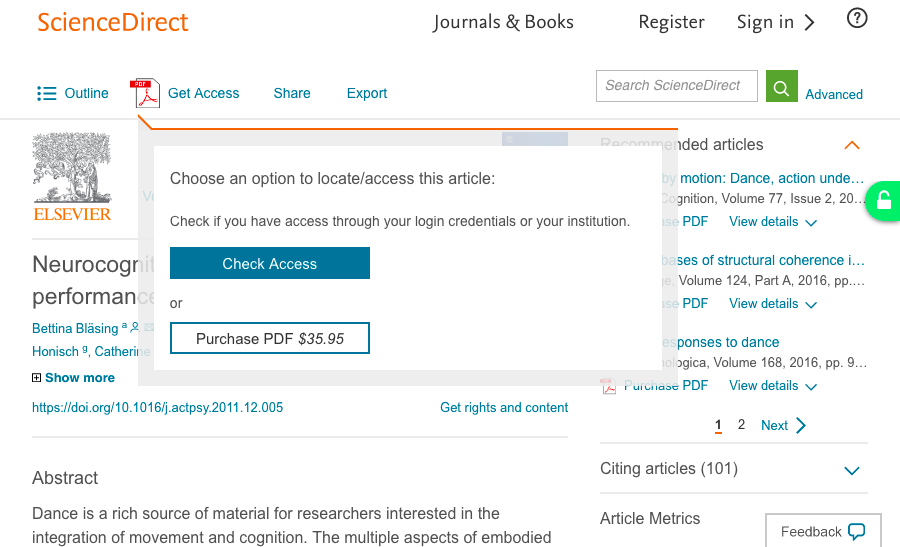 ScienceDirect
Journals & Books
Register
Sign in
?
Outline
PDF
Get Access
Share
Export
Search ScienceDirect
Advanced
ELSEVIER
Choose an option to locate/access this article:
Check if you have access through your login credentials or your institution.
Check Access
or
Purchase PDF $35.95
Neurocognit
performance
Bettina Bläsing a
Honisch g, Catherine
Show more
https://doi.org/10.1016/j.actpsy.2011.12.005
Get rights and content
Abstract
Dance is a rich source of material for researchers interested in the
integration of movement and cognition. The multiple aspects of embodied
Recommended articles
by motion: Dance, action unde…
Cognition, Volume 77, Issue 2, 20…
PDF
View details
bases of structural coherence i…
Volume 124, Part A, 2016, pp.…
PDF
View details
responses to dance
Volume 168, 2016, pp. 9…
Purchase PDF
View details
1
2
Next
Citing articles (101)
Article Metrics
Feedback